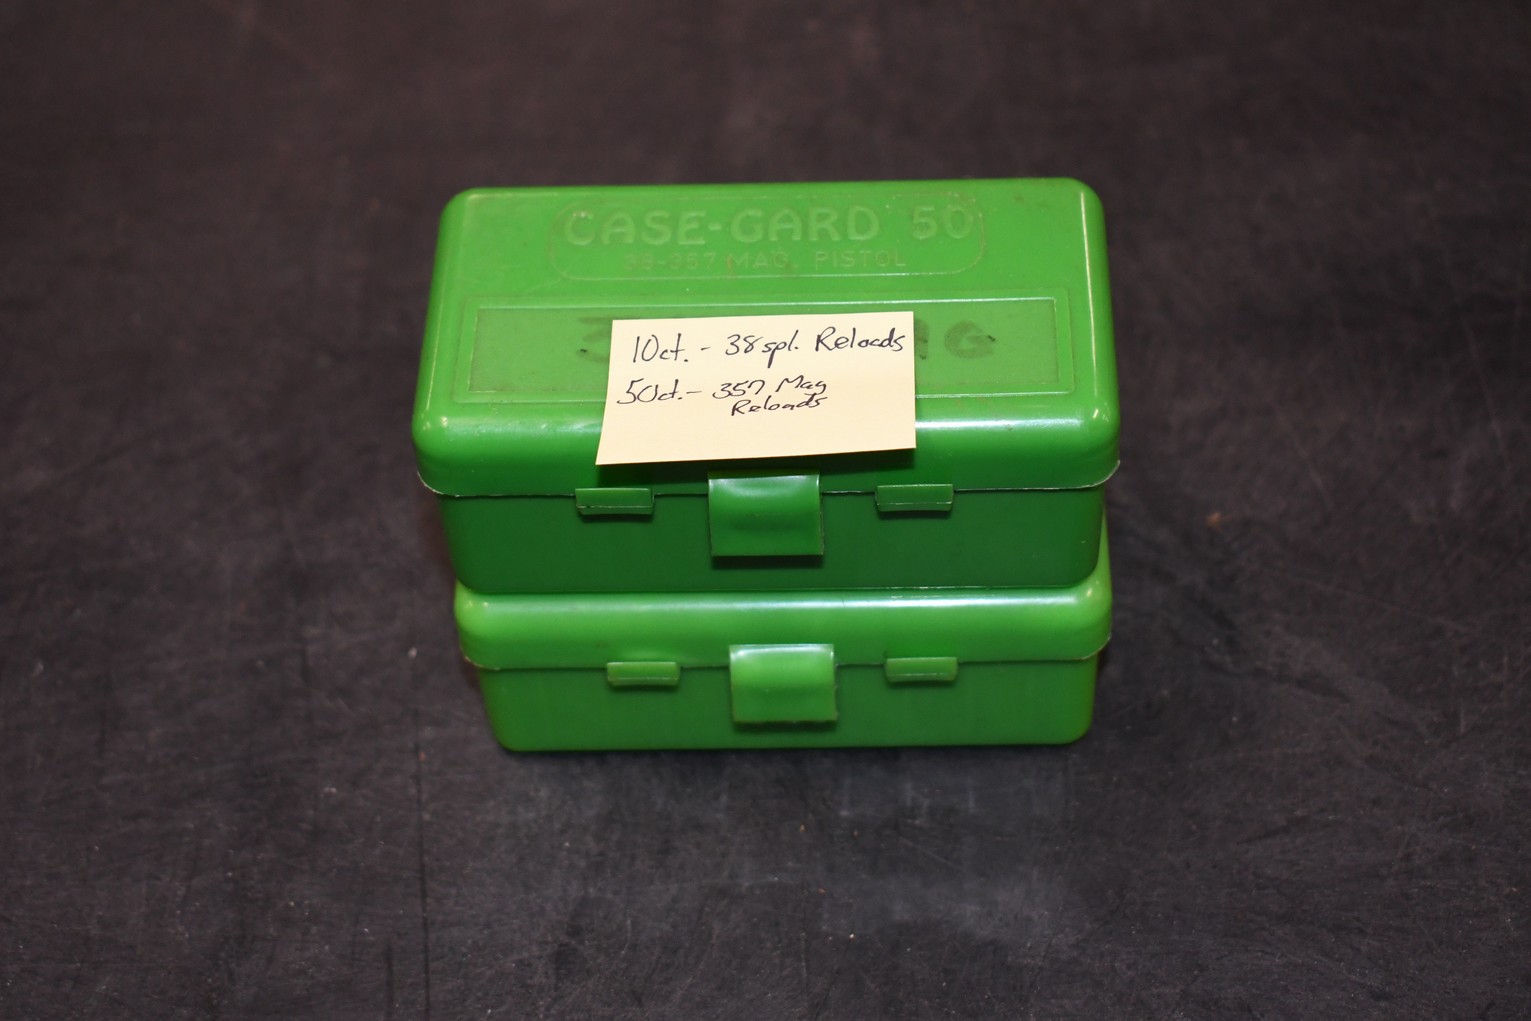 CASE-GARD 50
38-357 MAG. PISTOL
10ct. - 38 spl. Reloads
50ct. - 357 Mag
Reloads